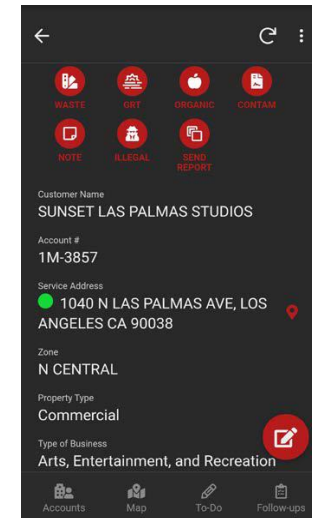 WASTE GRT ORGANIC CONTAM
NOTE ILLEGAL SEND
REPORT
Customer Name
SUNSET LAS PALMAS STUDIOS
Account #
1M-3857
Service Address
1040 N LAS PALMAS AVE, LOS
ANGELES CA 90038
Zone
N CENTRAL
Property Type
Commercial
Type of Business
Arts, Entertainment, and Recreation
Accounts Map To-Do Follow-ups